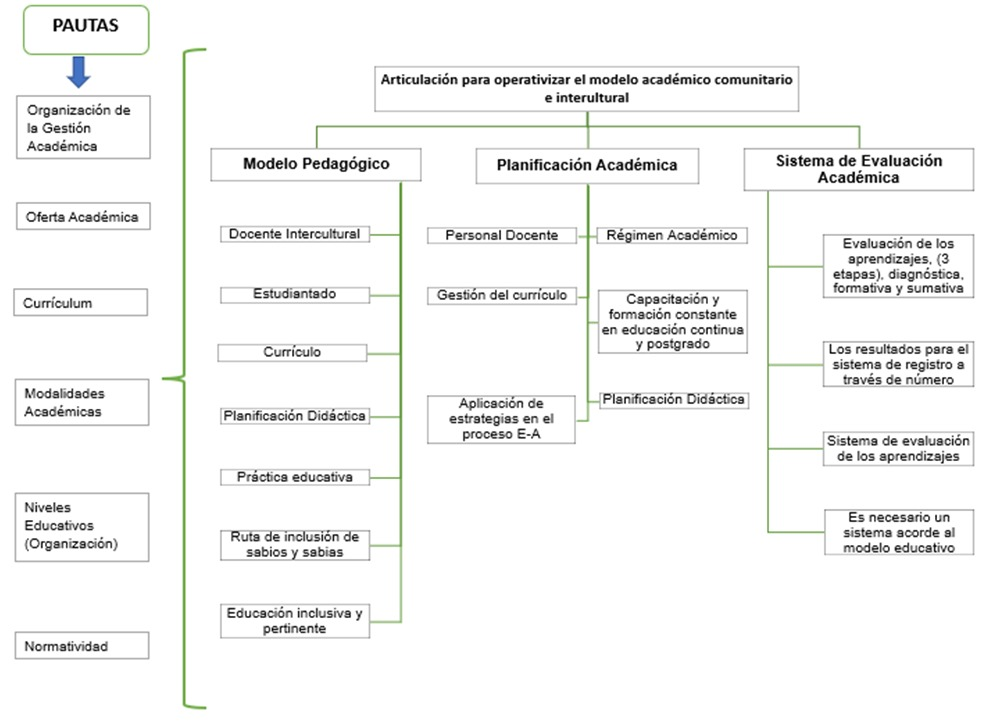 PAUTAS
Organización de
la Gestión
Académica
Oferta Académica
Currículum
Modalidades
Académicas
Niveles
Educativos
(Organización)
Normatividad
Articulación para operativizar el modelo académico comunitario
e intercultural
Modelo Pedagógico
Docente Intercultural
Estudiantado
Currículo
Planificación Didáctica
Práctica educativa
Ruta de inclusión de
sabios y sabias
Educación inclusiva y
pertinente
Planificación Académica
Personal Docente
Régimen Académico
Gestión del currículo
Capacitación y
formación constante
en educación continua
y postgrado
Aplicación de
estrategias en el
proceso E-A
Planificación Didáctica
Sistema de Evaluación
Académica
Evaluación de los
aprendizajes, (3
etapas), diagnóstica,
formativa y sumativa
Los resultados para el
sistema de registro a
través de número
Sistema de evaluación
de los aprendizajes
Es necesario un
sistema acorde al
modelo educativo